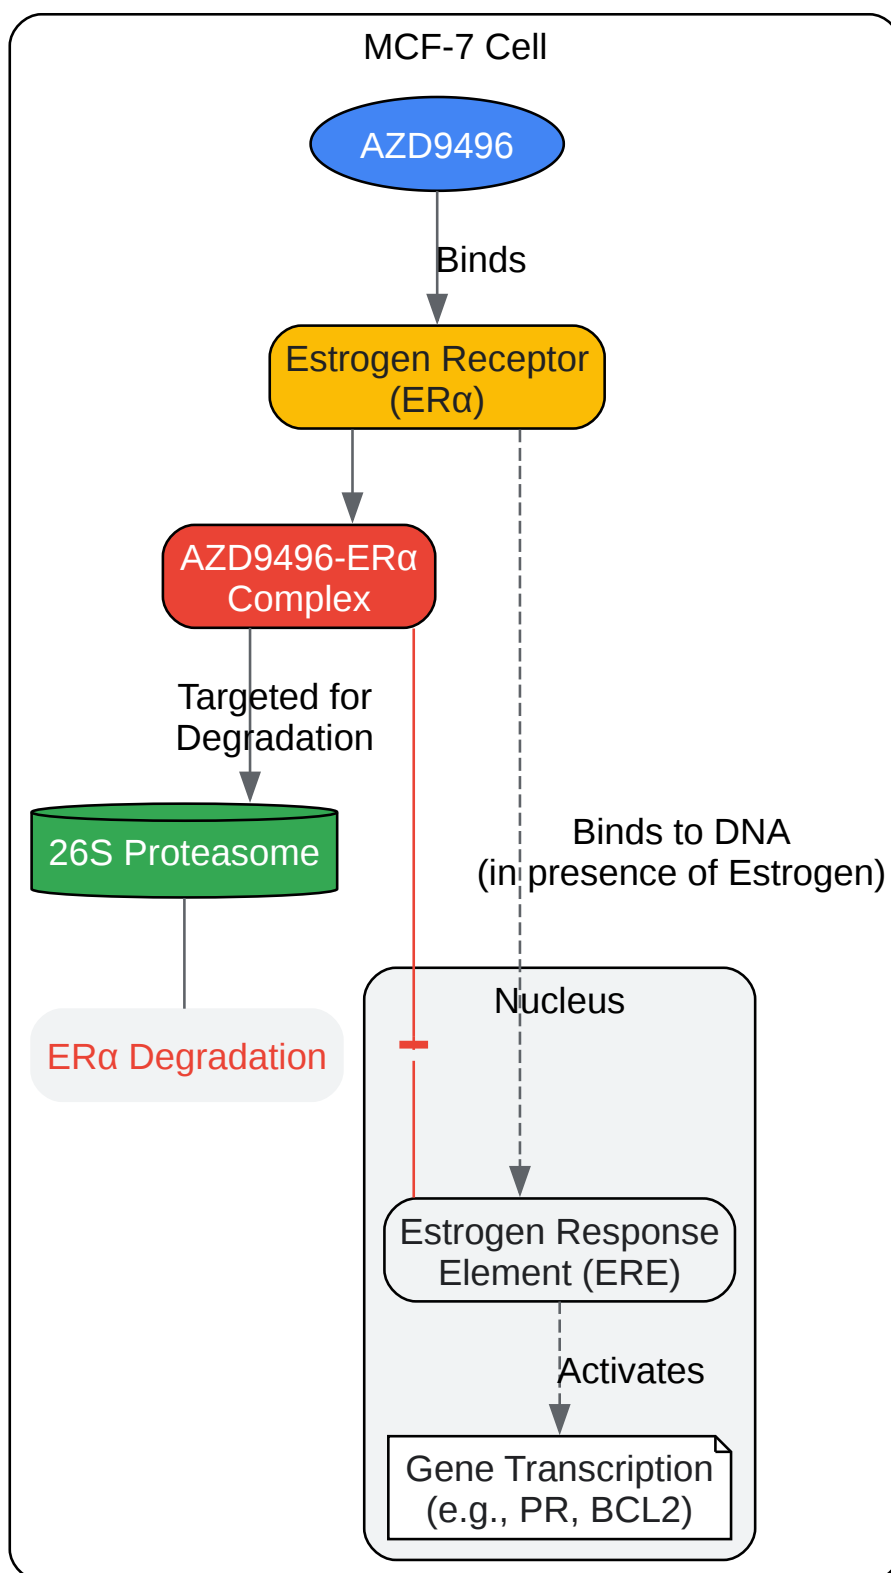 MCF-7 Cell
AZD9496
Binds
Estrogen Receptor
(ERα)
AZD9496-ERα
Complex
Targeted for
Degradation
26S Proteasome
Binds to DNA
(in presence of Estrogen)
Nucleus
ERα Degradation
Estrogen Response
Element (ERE)
Activates
Gene Transcription
(e.g., PR, BCL2)